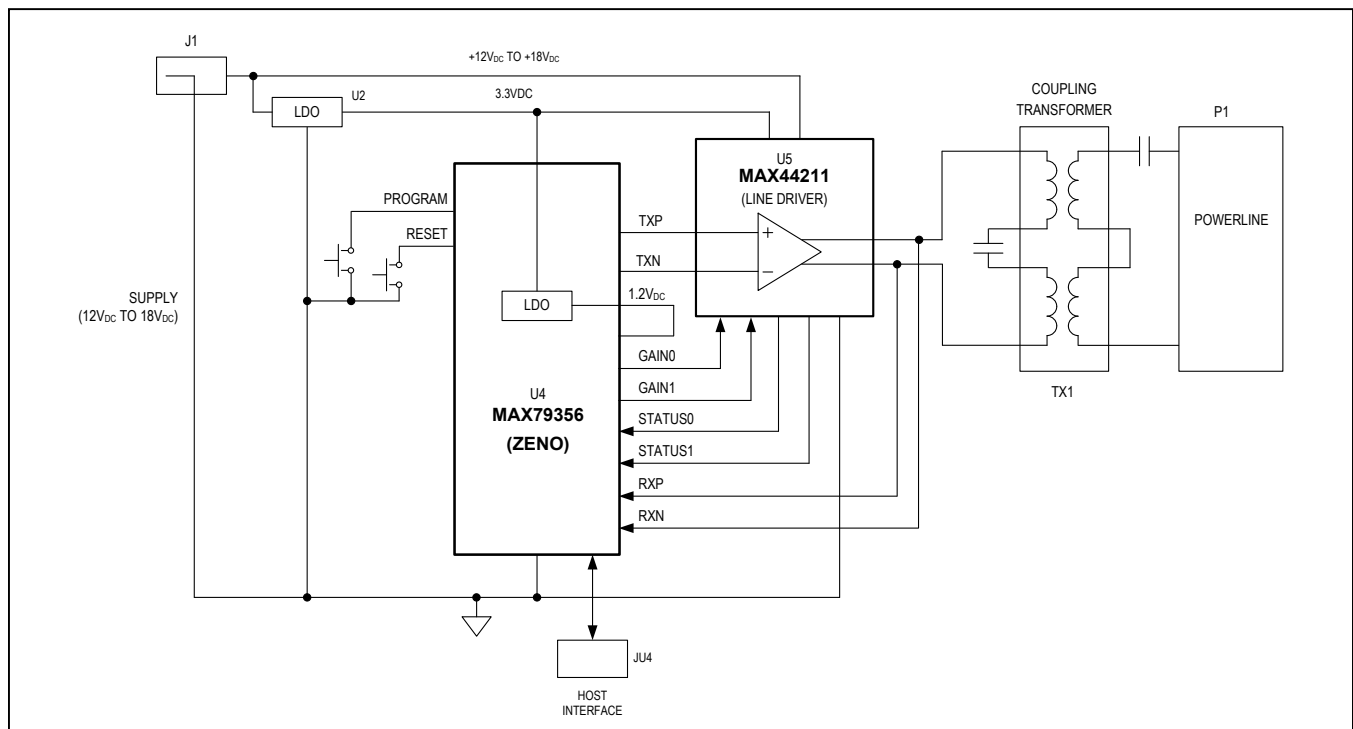 J1
+12VDC TO +18VDC
U2
LDO
3.3VDC
COUPLING
TRANSFORMER
P1
U5
MAX44211
(LINE DRIVER)
PROGRAM
RESET
TXP
TXN
+
−
POWERLINE
SUPPLY
(12VDC TO 18VDC)
LDO
1.2VDC
GAIN0
GAIN1
U4
MAX79356
(ZENO)
STATUS0
STATUS1
RXP
RXN
TX1
JU4
HOST
INTERFACE